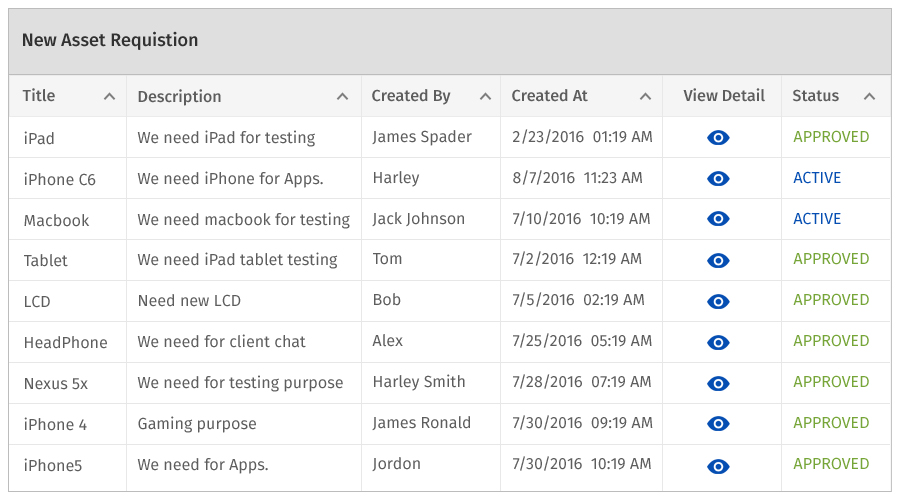 New Asset Requistion
Title Description Created By Created At View Detail Status
iPad We need iPad for testing James Spader 2/23/2016 01:19 AM APPROVED
iPhone C6 We need iPhone for Apps. Harley 8/7/2016 11:23 AM ACTIVE
Macbook We need macbook for testing Jack Johnson 7/10/2016 10:19 AM ACTIVE
Tablet We need iPad tablet testing Tom 7/2/2016 12:19 AM APPROVED
LCD Need new LCD Bob 7/5/2016 02:19 AM APPROVED
HeadPhone We need for client chat Alex 7/25/2016 05:19 AM APPROVED
Nexus 5x We need for testing purpose Harley Smith 7/28/2016 07:19 AM APPROVED
iPhone 4 Gaming purpose James Ronald 7/30/2016 09:19 AM APPROVED
iPhone5 We need for Apps. Jordon 7/30/2016 10:19 AM APPROVED